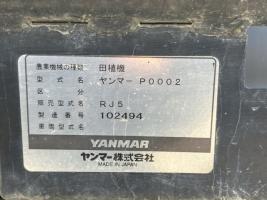 農業機械の種類 田植機
型式名 ヤンマー P0002
区分
販売型式名 RJ5
製造番号 102494
車両型式名
YANMAR
ヤンマー株式会社
MADE IN JAPAN